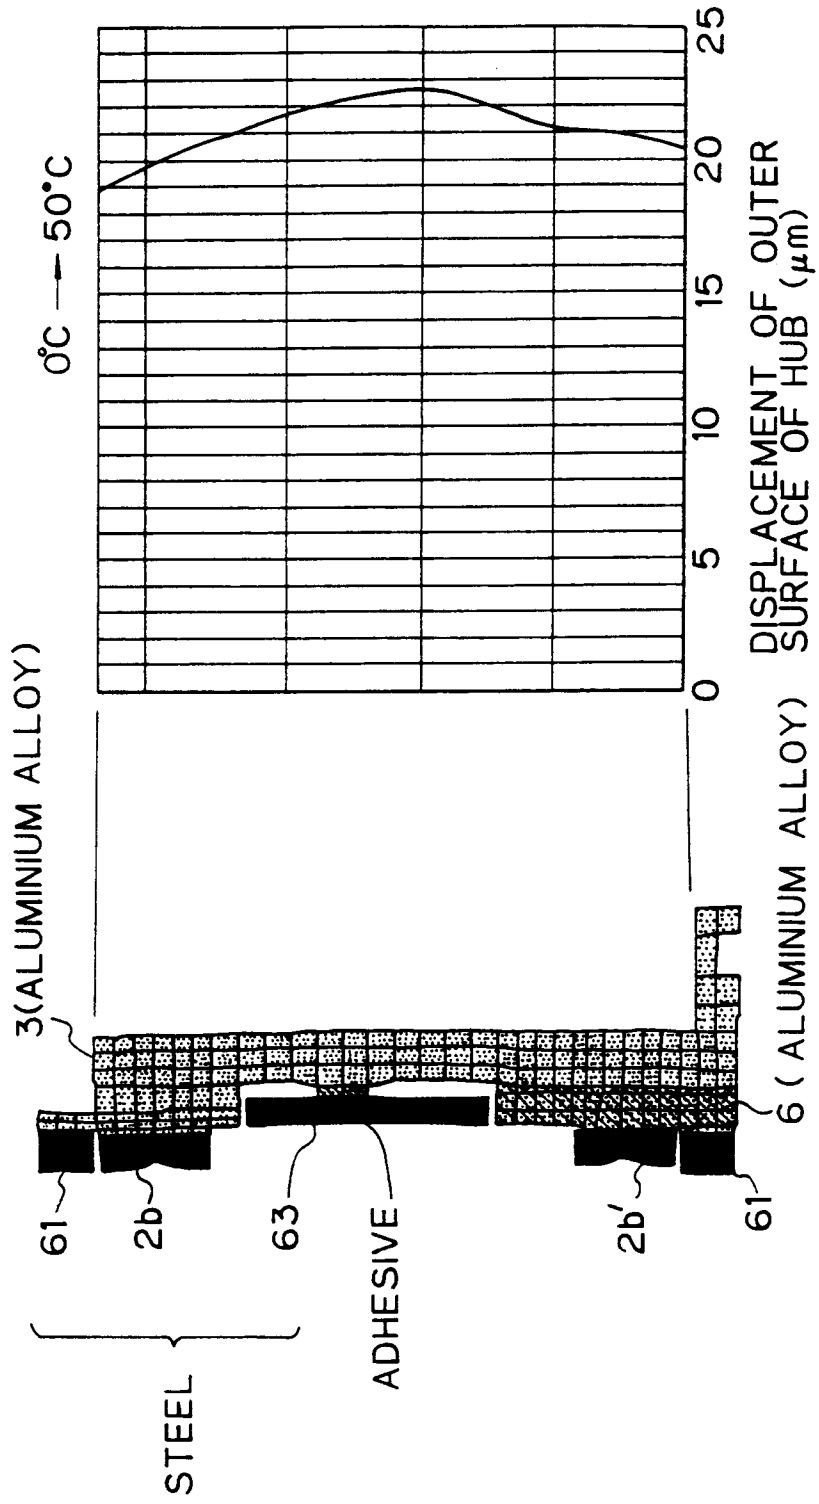 3(ALUMINIUM ALLOY)
0°C → 50°C
61
2b
63
STEEL
ADHESIVE
2b'
61
6 (ALUMINIUM ALLOY)
0 5 10 15 20 25
DISPLACEMENT OF OUTER
SURFACE OF HUB (μm)